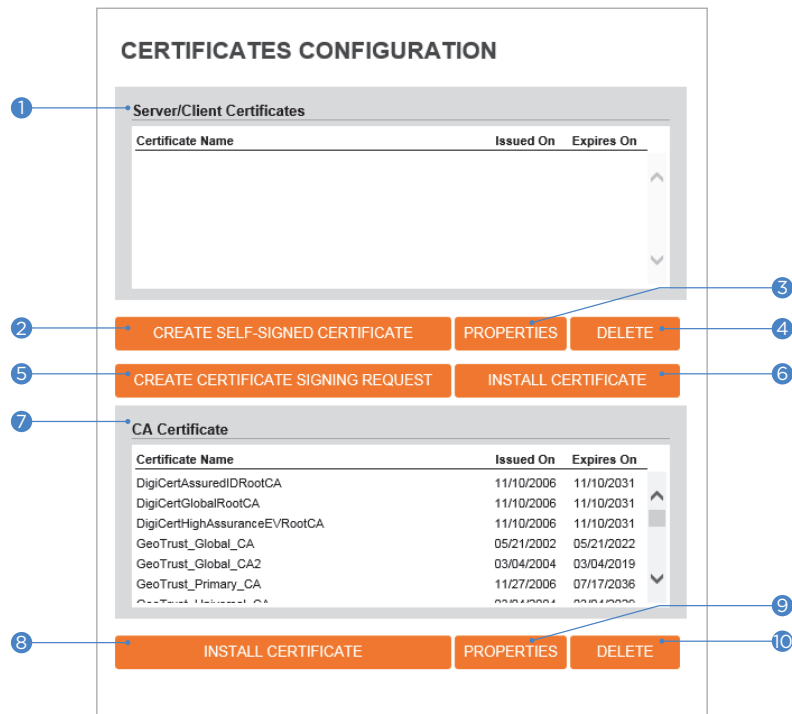 CERTIFICATES CONFIGURATION
1
Server/Client Certificates
Certificate Name Issued On Expires On
3
2 CREATE SELF-SIGNED CERTIFICATE PROPERTIES DELETE 4
5 CREATE CERTIFICATE SIGNING REQUEST INSTALL CERTIFICATE 6
7 CA Certificate
Certificate Name Issued On Expires On
DigiCertAssuredIDRootCA 11/10/2006 11/10/2031
DigiCertGlobalRootCA 11/10/2006 11/10/2031
DigiCertHighAssuranceEVRootCA 11/10/2006 11/10/2031
GeoTrust_Global_CA 05/21/2002 05/21/2022
GeoTrust_Global_CA2 03/04/2004 03/04/2019
GeoTrust_Primary_CA 11/27/2006 07/17/2036
9
8 INSTALL CERTIFICATE PROPERTIES DELETE 10